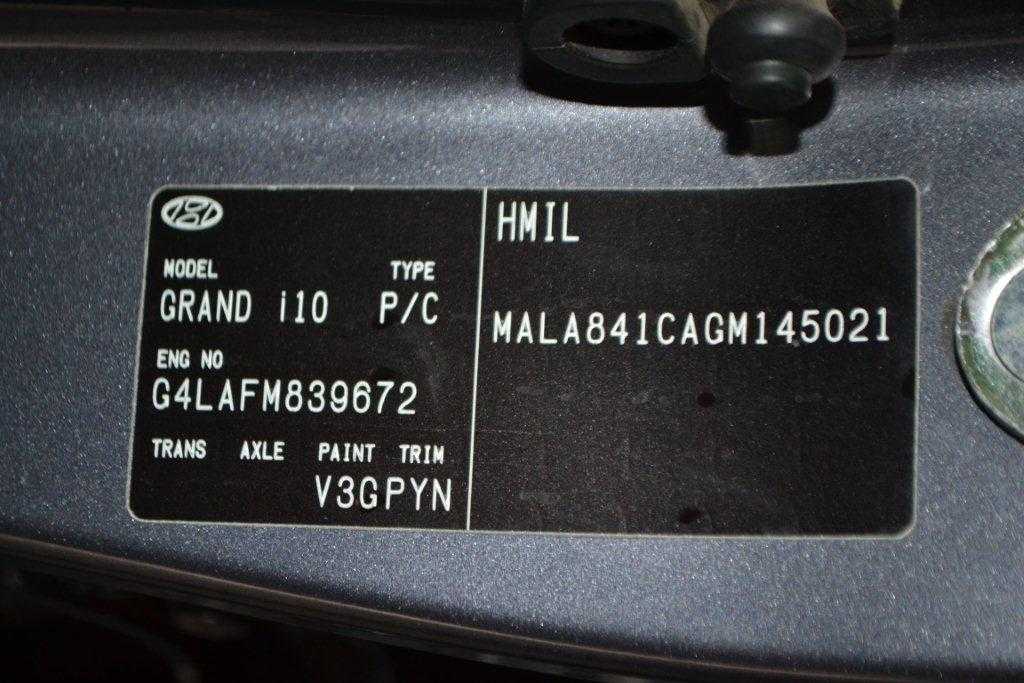 MODEL TYPE
GRAND i10 P/C
ENG NO
G4LAFM839672
TRANS AXLE PAINT TRIM
V3GPYN
HMIL
MALA841CAGM145021